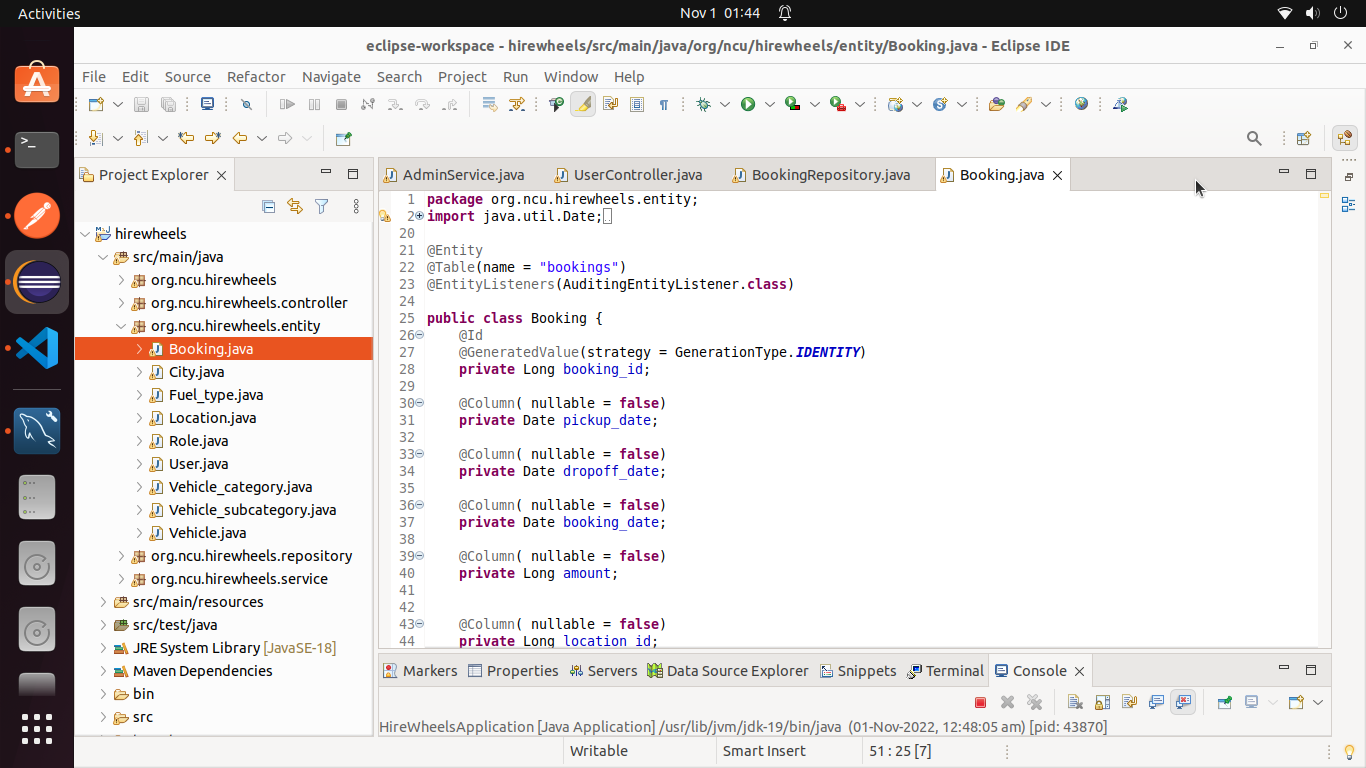 Activities
Nov 1 01:44
eclipse-workspace - hirewheels/src/main/java/org/ncu/hirewheels/entity/Booking.java - Eclipse IDE
File Edit Source Refactor Navigate Search Project Run Window Help
Project Explorer
AdminService.java UserController.java BookingRepository.java Booking.java
hirewheels
src/main/java
org.ncu.hirewheels
org.ncu.hirewheels.controller
org.ncu.hirewheels.entity
Booking.java
City.java
Fuel_type.java
Location.java
Role.java
User.java
Vehicle_category.java
Vehicle_subcategory.java
Vehicle.java
org.ncu.hirewheels.repository
org.ncu.hirewheels.service
src/main/resources
src/test/java
JRE System Library [JavaSE-18]
Maven Dependencies
bin
src
1 package org.ncu.hirewheels.entity;
2 import java.util.Date;
20
21 @Entity
22 @Table(name = "bookings")
23 @EntityListeners(AuditingEntityListener.class)
24
25 public class Booking {
26 @Id
27 @GeneratedValue(strategy = GenerationType.IDENTITY)
28 private Long booking_id;
29
30 @Column( nullable = false)
31 private Date pickup_date;
32
33 @Column( nullable = false)
34 private Date dropoff_date;
35
36 @Column( nullable = false)
37 private Date booking_date;
38
39 @Column( nullable = false)
40 private Long amount;
41
42
43 @Column( nullable = false)
44 private Long location_id;
Markers Properties Servers Data Source Explorer Snippets Terminal Console
HireWheelsApplication [Java Application] /usr/lib/jvm/jdk-19/bin/java (01-Nov-2022, 12:48:05 am) [pid: 43870]
Writable Smart Insert 51 : 25 [7]